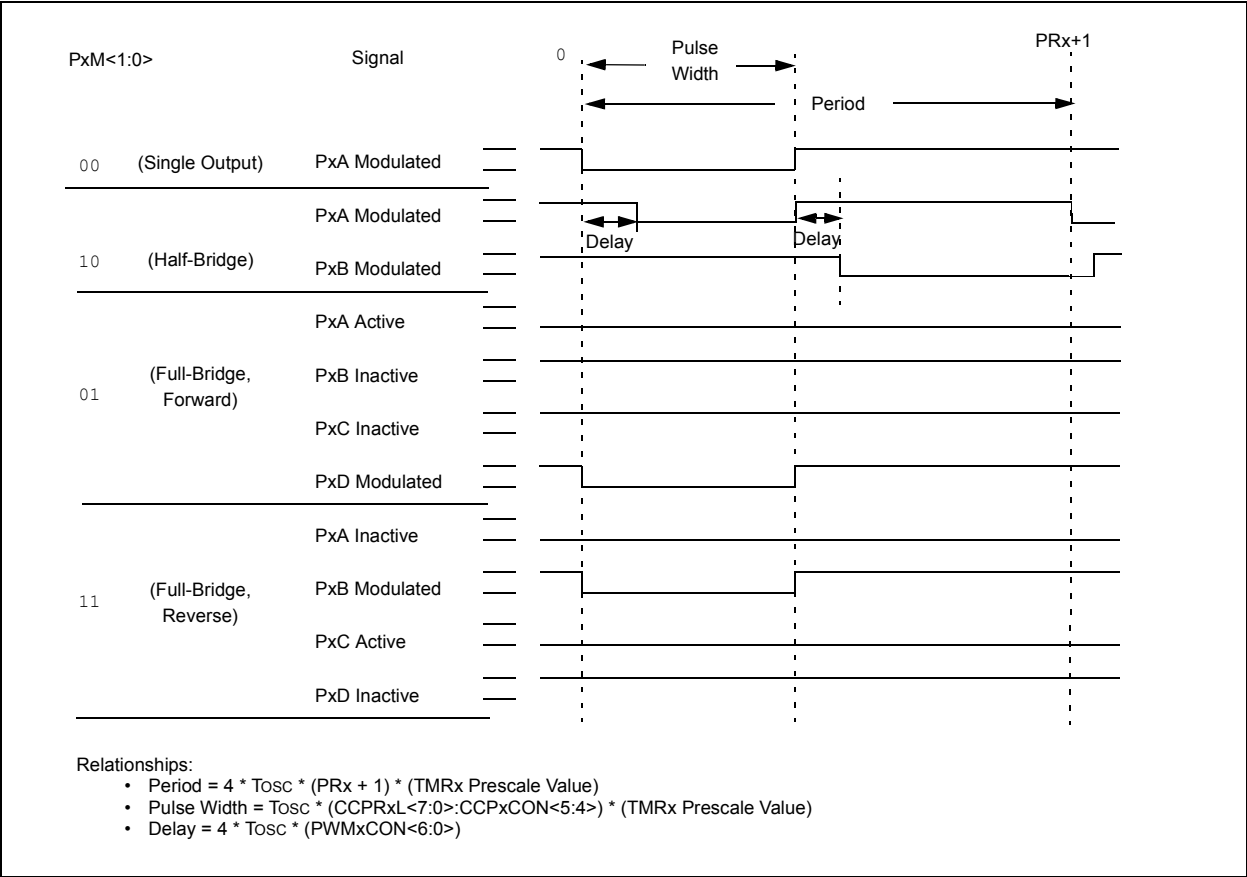 PxM<1:0>
Signal
0
Pulse
Width
PRx+1
Period
00
(Single Output)
PxA Modulated
10
(Half-Bridge)
PxA Modulated
Delay
Delay
PxB Modulated
01
(Full-Bridge,
Forward)
PxA Active
PxB Inactive
PxC Inactive
PxD Modulated
11
(Full-Bridge,
Reverse)
PxA Inactive
PxB Modulated
PxC Active
PxD Inactive
Relationships:
• Period = 4 * TOSC * (PRx + 1) * (TMRx Prescale Value)
• Pulse Width = TOSC * (CCPRxL<7:0>:CCPxCON<5:4>) * (TMRx Prescale Value)
• Delay = 4 * TOSC * (PWMxCON<6:0>)